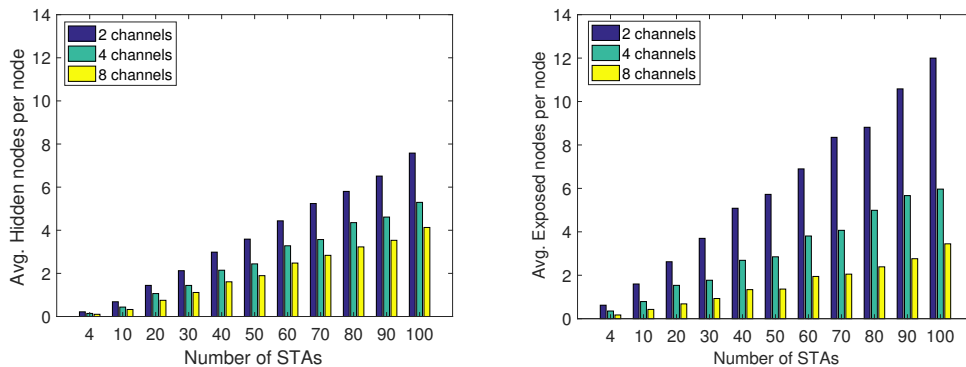 Avg. Hidden nodes per node
14
12
10
8
6
4
2
0
2 channels
4 channels
8 channels
4 10 20 30 40 50 60 70 80 90 100
Number of STAs
Avg. Exposed nodes per node
14
12
10
8
6
4
2
0
2 channels
4 channels
8 channels
4 10 20 30 40 50 60 70 80 90 100
Number of STAs